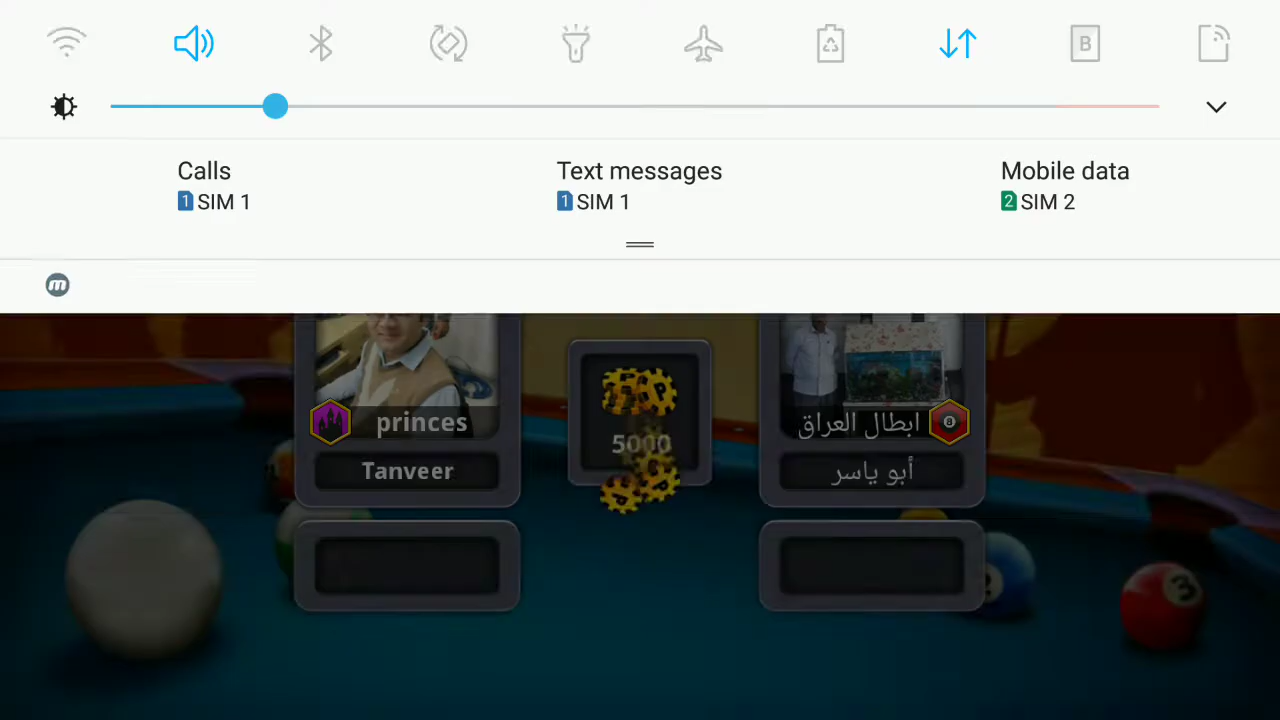 B
Calls
1 SIM 1
Text messages
1 SIM 1
Mobile data
2 SIM 2
m
princes
Tanveer
5000
ابطال العراق
أبو ياسر
3